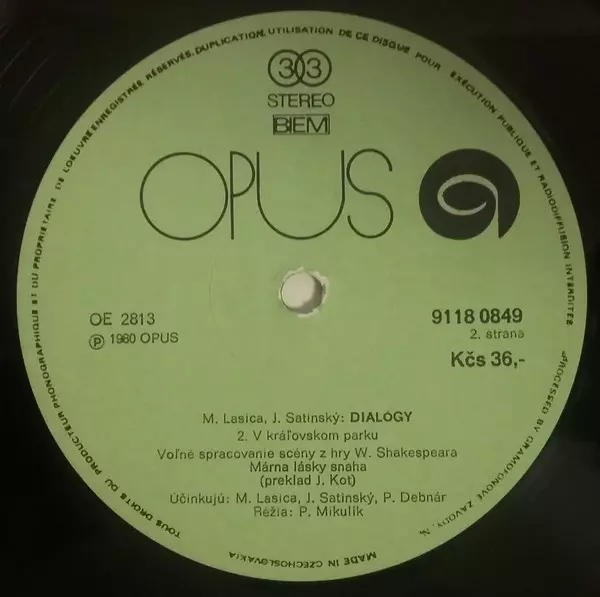 TOUS DROITS DU PRODUCTEUR PHONOGRAPHIQUE ET DU PROPRIETAIRE DE L'OEUVRE ENREGISTRÉE RÉSERVÉS, DUPLICATION, UTILISATION DE CE DISQUE POUR EXÉCUTION PUBLIQUE ET RADIODIFFUSION INTERDITES
33
STEREO
BIEM
OPUS
OE 2813
℗ 1980 OPUS
9118 0849
2. strana
Kčs 36,-
M. Lasica, J. Satinský: DIALÓGY
2. V kráľovskom parku
Voľné spracovanie scény z hry W. Shakespeara
Márna lásky snaha
(preklad J. Kot)
Účinkujú: M. Lasica, J. Satinský, P. Debnár
Réžia: P. Mikulík
PROCESSED BY GRAMOFONOVÉ ZÁVODY, N.
MADE IN CZECHOSLOVAKIA